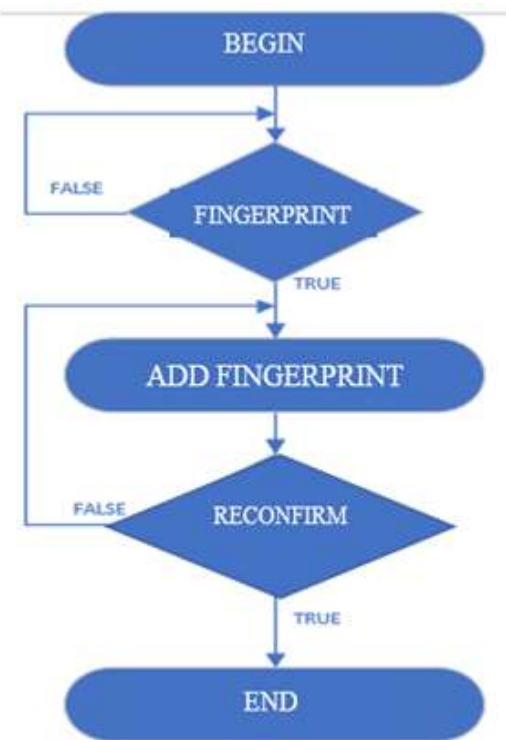 BEGIN
FALSE
FINGERPRINT
TRUE
ADD FINGERPRINT
FALSE
RECONFIRM
TRUE
END